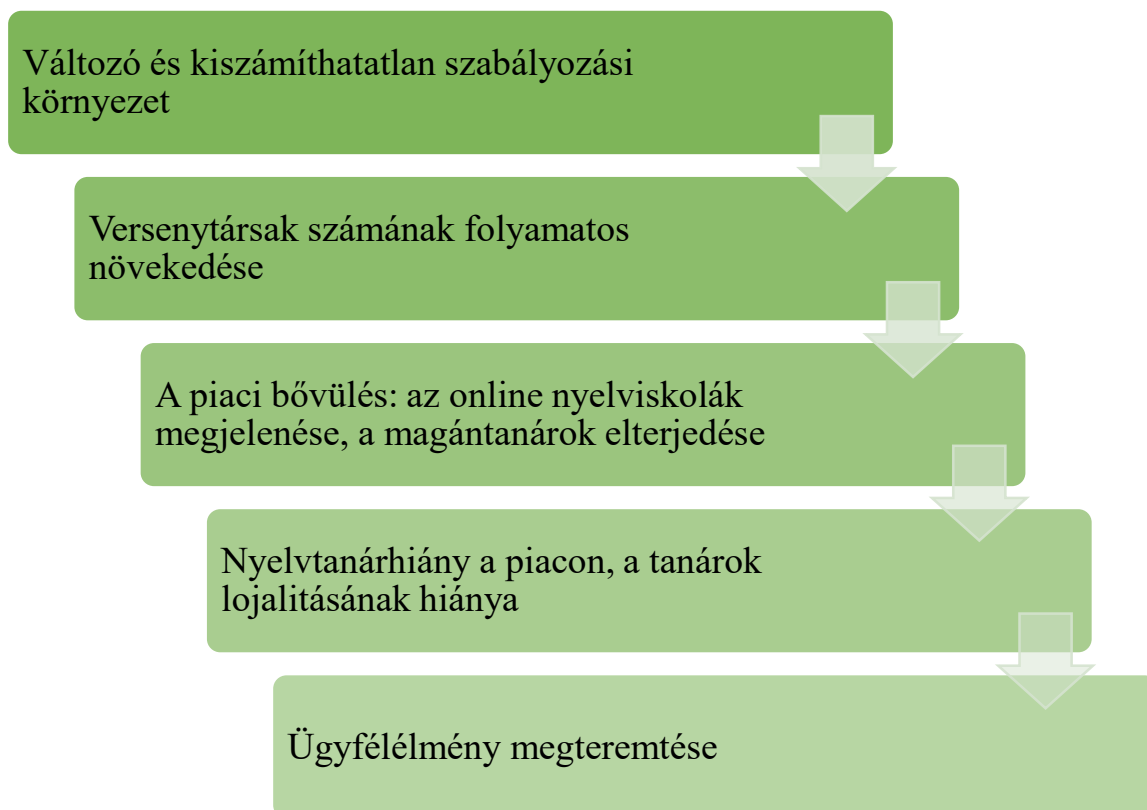 Változó és kiszámíthatatlan szabályozási
környezet
Versenytársak számának folyamatos
növekedése
A piaci bővülés: az online nyelviskolák
megjelenése, a magántanárok elterjedése
Nyelvtanárhiány a piacon, a tanárok
lojalitásának hiánya
Ügyfélélmény megteremtése